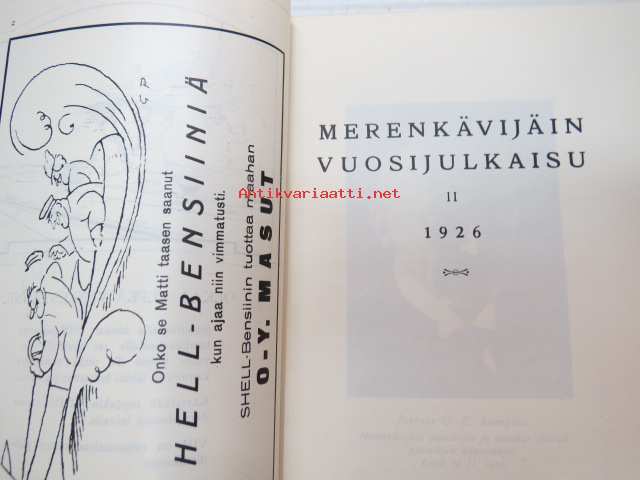 Onko se Matti taasen saanut
HELL-BENSIINIÄ
kun ajaa niin vimmatusti.
SHELL-Bensiinin tuottaa maahan
O-Y. MASUT
MERENKÄVIJÄIN
VUOSIJULKAISU
II
1926
Antikvariaatti.net